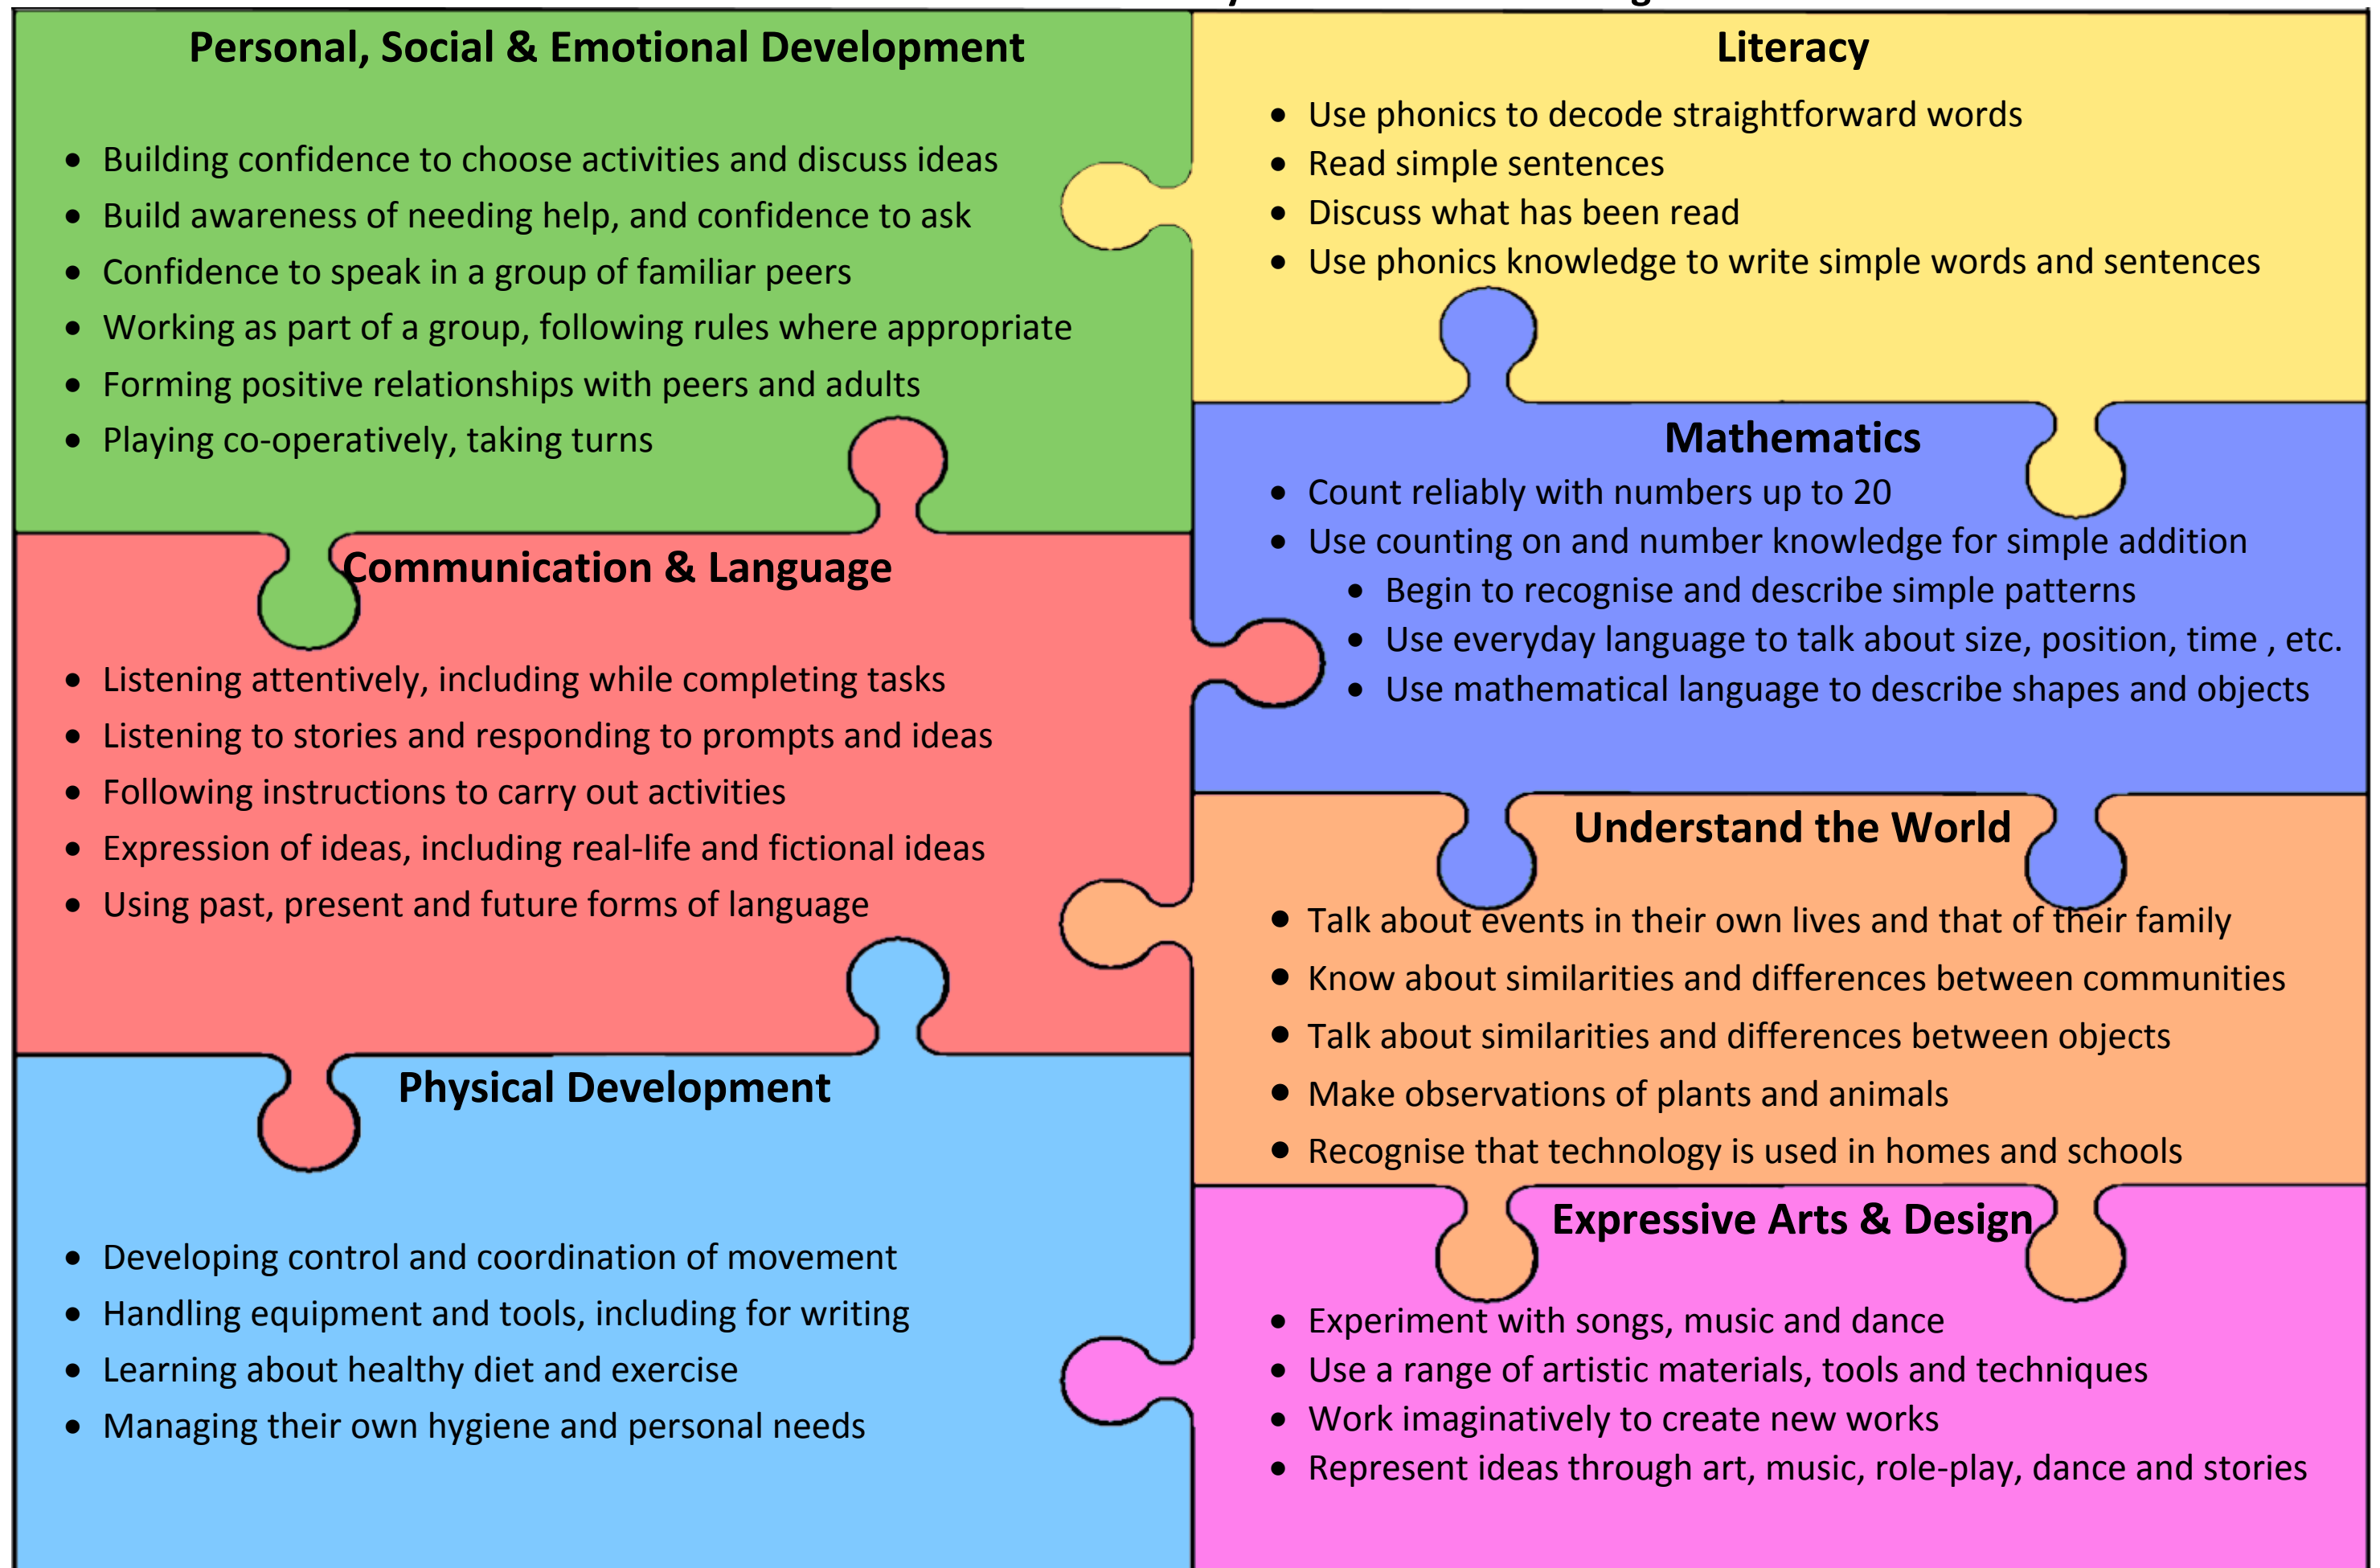 Personal, Social & Emotional Development
• Building confidence to choose activities and discuss ideas
• Build awareness of needing help, and confidence to ask
• Confidence to speak in a group of familiar peers
• Working as part of a group, following rules where appropriate
• Forming positive relationships with peers and adults
• Playing co-operatively, taking turns
Communication & Language
• Listening attentively, including while completing tasks
• Listening to stories and responding to prompts and ideas
• Following instructions to carry out activities
• Expression of ideas, including real-life and fictional ideas
• Using past, present and future forms of language
Physical Development
• Developing control and coordination of movement
• Handling equipment and tools, including for writing
• Learning about healthy diet and exercise
• Managing their own hygiene and personal needs
Literacy
• Use phonics to decode straightforward words
• Read simple sentences
• Discuss what has been read
• Use phonics knowledge to write simple words and sentences
Mathematics
• Count reliably with numbers up to 20
• Use counting on and number knowledge for simple addition
• Begin to recognise and describe simple patterns
• Use everyday language to talk about size, position, time , etc.
• Use mathematical language to describe shapes and objects
Understand the World
• Talk about events in their own lives and that of their family
• Know about similarities and differences between communities
• Talk about similarities and differences between objects
• Make observations of plants and animals
• Recognise that technology is used in homes and schools
Expressive Arts & Design
• Experiment with songs, music and dance
• Use a range of artistic materials, tools and techniques
• Work imaginatively to create new works
• Represent ideas through art, music, role-play, dance and stories